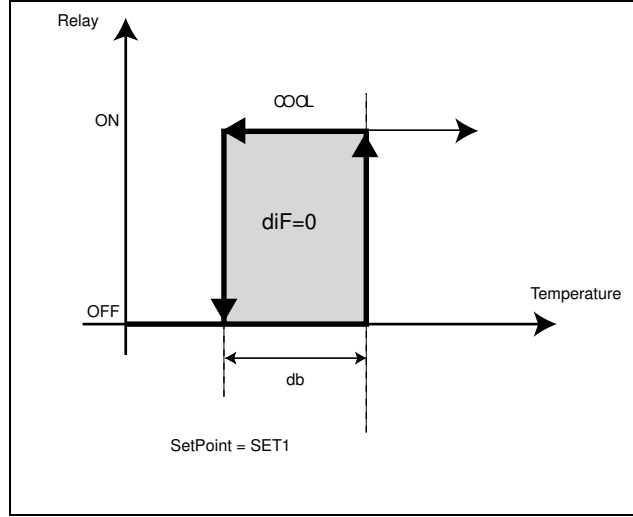 Relay
COOL
ON
diF=0
OFF
Temperature
db
SetPoint = SET1